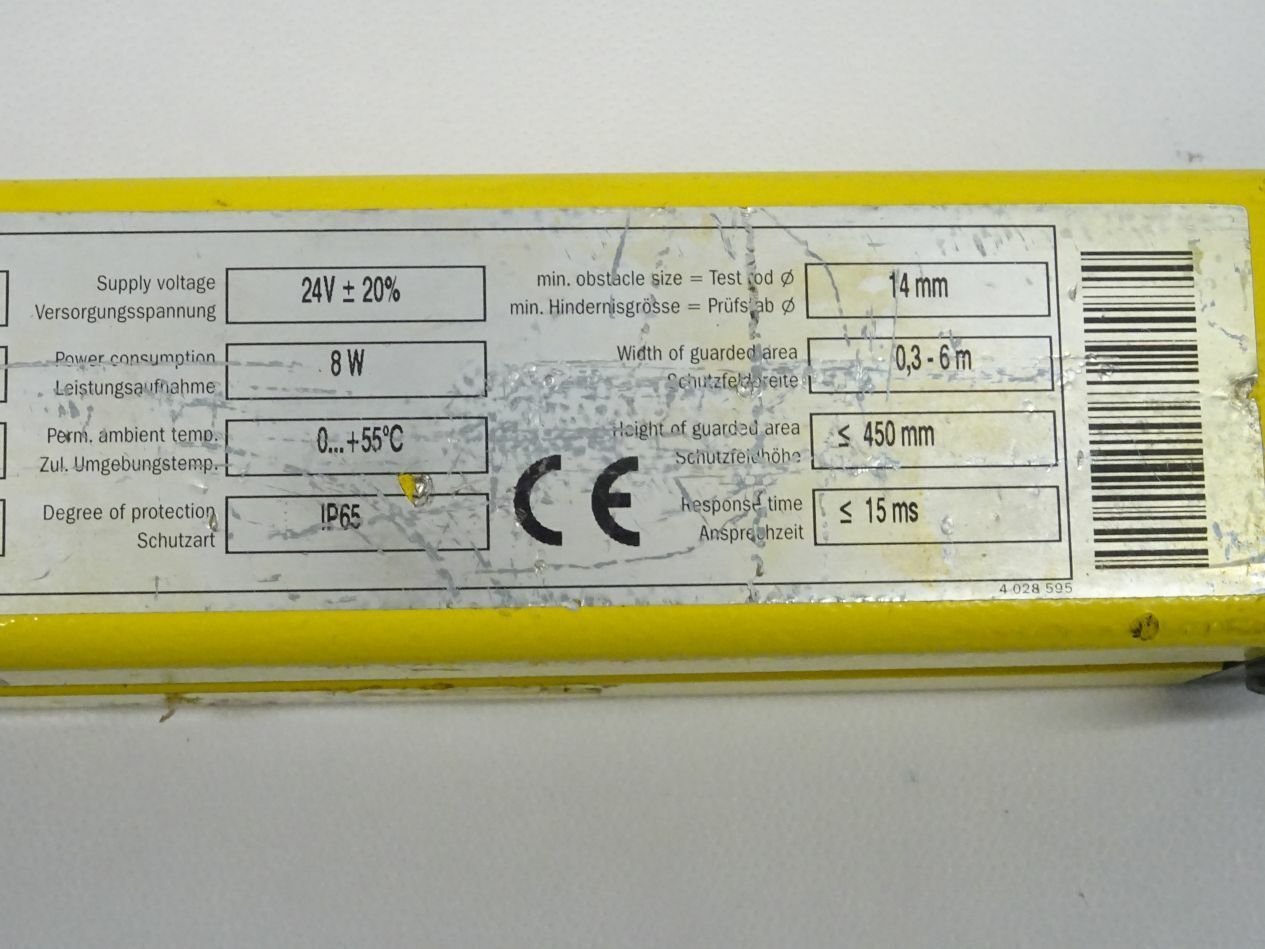 Supply voltage
Versorgungsspannung
24V ± 20%
Power consumption
Leistungsaufnahme
8 W
Perm. ambient temp.
Zul. Umgebungstemp.
0...+55°C
Degree of protection
Schutzart
IP65
CE
min. obstacle size = Test rod Ø
min. Hindernisgrösse = Prüfstab Ø
14 mm
Width of guarded area
Schutzfeldbreite
0,3 - 6 m
Height of guarded area
Schutzfeldhöhe
≤ 450 mm
Response time
Ansprechzeit
≤ 15 ms
4 028 595